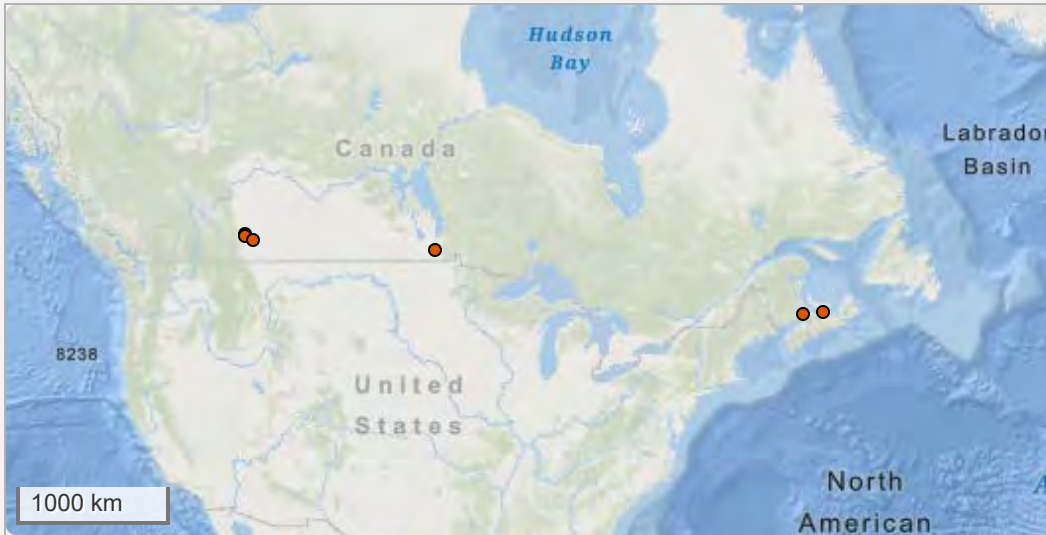 Hudson
Bay
Labrador
Basin
Canada
8238
United
States
North
American
A
1000 km